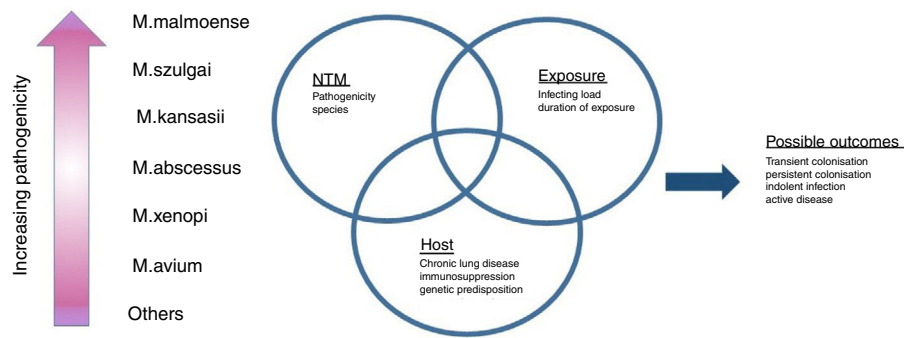 Increasing pathogenicity
M.malmoense
M.szulgai
M.kansasii
M.abscessus
M.xenopi
M.avium
Others
NTM
Pathogenicity
species
Exposure
Infecting load
duration of exposure
Host
Chronic lung disease
immunosuppression
genetic predisposition
Possible outcomes
Transient colonisation
persistent colonisation
indolent infection
active disease